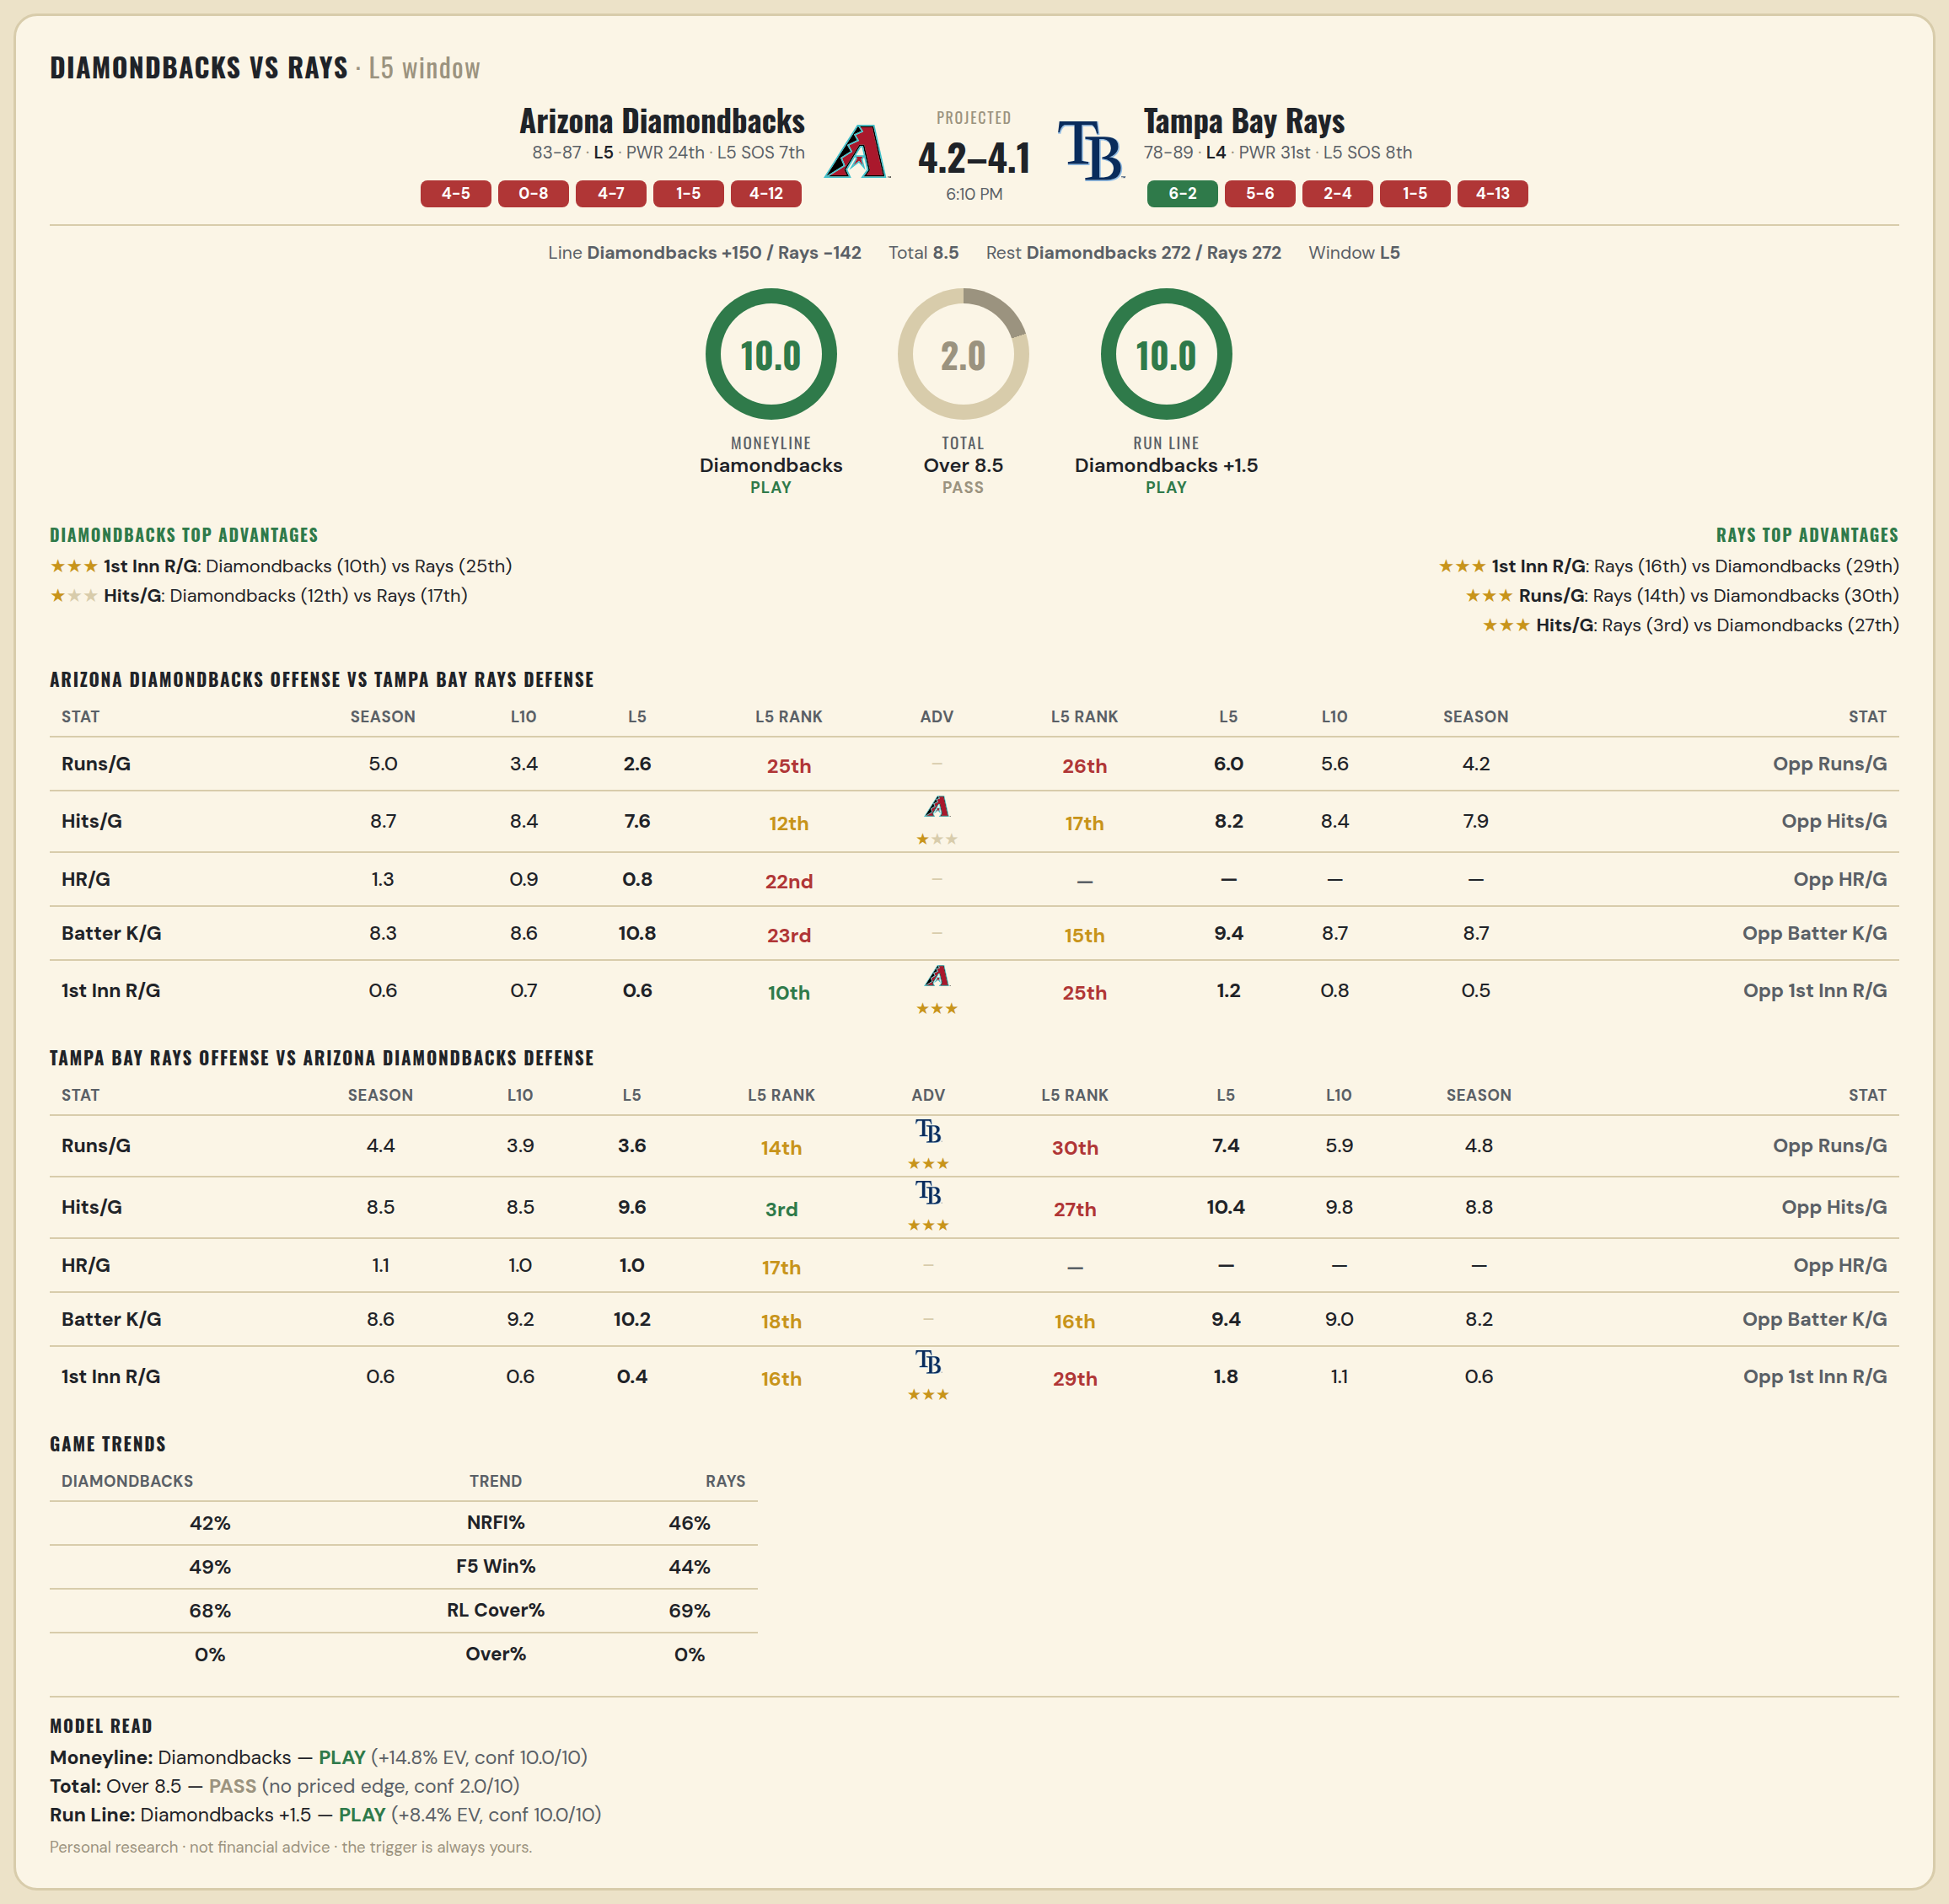 DIAMONDBACKS VS RAYS · L5 window
Arizona Diamondbacks
83-87 · L5 · PWR 24th · L5 SOS 7th
4-5 0-8 4-7 1-5 4-12
PROJECTED
4.2–4.1
6:10 PM
TB
Tampa Bay Rays
78-89 · L4 · PWR 31st · L5 SOS 8th
6-2 5-6 2-4 1-5 4-13
Line Diamondbacks +150 / Rays -142 Total 8.5 Rest Diamondbacks 272 / Rays 272 Window L5
10.0 2.0 10.0
MONEYLINE TOTAL RUN LINE
Diamondbacks Over 8.5 Diamondbacks +1.5
PLAY PASS PLAY
DIAMONDBACKS TOP ADVANTAGES
★★★ 1st Inn R/G: Diamondbacks (10th) vs Rays (25th)
★★★ Hits/G: Diamondbacks (12th) vs Rays (17th)
RAYS TOP ADVANTAGES
★★★ 1st Inn R/G: Rays (16th) vs Diamondbacks (29th)
★★★ Runs/G: Rays (14th) vs Diamondbacks (30th)
★★★ Hits/G: Rays (3rd) vs Diamondbacks (27th)
ARIZONA DIAMONDBACKS OFFENSE VS TAMPA BAY RAYS DEFENSE
STAT SEASON L10 L5 L5 RANK ADV L5 RANK L5 L10 SEASON STAT
Runs/G 5.0 3.4 2.6 25th – 26th 6.0 5.6 4.2 Opp Runs/G
Hits/G 8.7 8.4 7.6 12th ★★★ 17th 8.2 8.4 7.9 Opp Hits/G
HR/G 1.3 0.9 0.8 22nd – — — — — Opp HR/G
Batter K/G 8.3 8.6 10.8 23rd – 15th 9.4 8.7 8.7 Opp Batter K/G
1st Inn R/G 0.6 0.7 0.6 10th ★★★ 25th 1.2 0.8 0.5 Opp 1st Inn R/G
TAMPA BAY RAYS OFFENSE VS ARIZONA DIAMONDBACKS DEFENSE
STAT SEASON L10 L5 L5 RANK ADV L5 RANK L5 L10 SEASON STAT
Runs/G 4.4 3.9 3.6 14th TB ★★★ 30th 7.4 5.9 4.8 Opp Runs/G
Hits/G 8.5 8.5 9.6 3rd TB ★★★ 27th 10.4 9.8 8.8 Opp Hits/G
HR/G 1.1 1.0 1.0 17th – — — — — Opp HR/G
Batter K/G 8.6 9.2 10.2 18th – 16th 9.4 9.0 8.2 Opp Batter K/G
1st Inn R/G 0.6 0.6 0.4 16th TB ★★★ 29th 1.8 1.1 0.6 Opp 1st Inn R/G
GAME TRENDS
DIAMONDBACKS TREND RAYS
42% NRFI% 46%
49% F5 Win% 44%
68% RL Cover% 69%
0% Over% 0%
MODEL READ
Moneyline: Diamondbacks — PLAY (+14.8% EV, conf 10.0/10)
Total: Over 8.5 — PASS (no priced edge, conf 2.0/10)
Run Line: Diamondbacks +1.5 — PLAY (+8.4% EV, conf 10.0/10)
Personal research · not financial advice · the trigger is always yours.